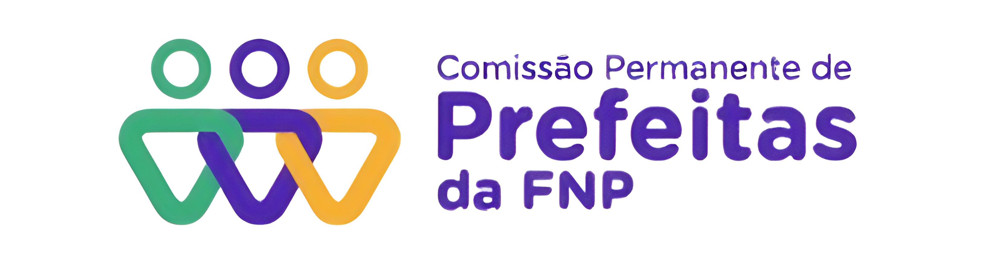 Comissão Permanente de
Prefeitas
da FNP